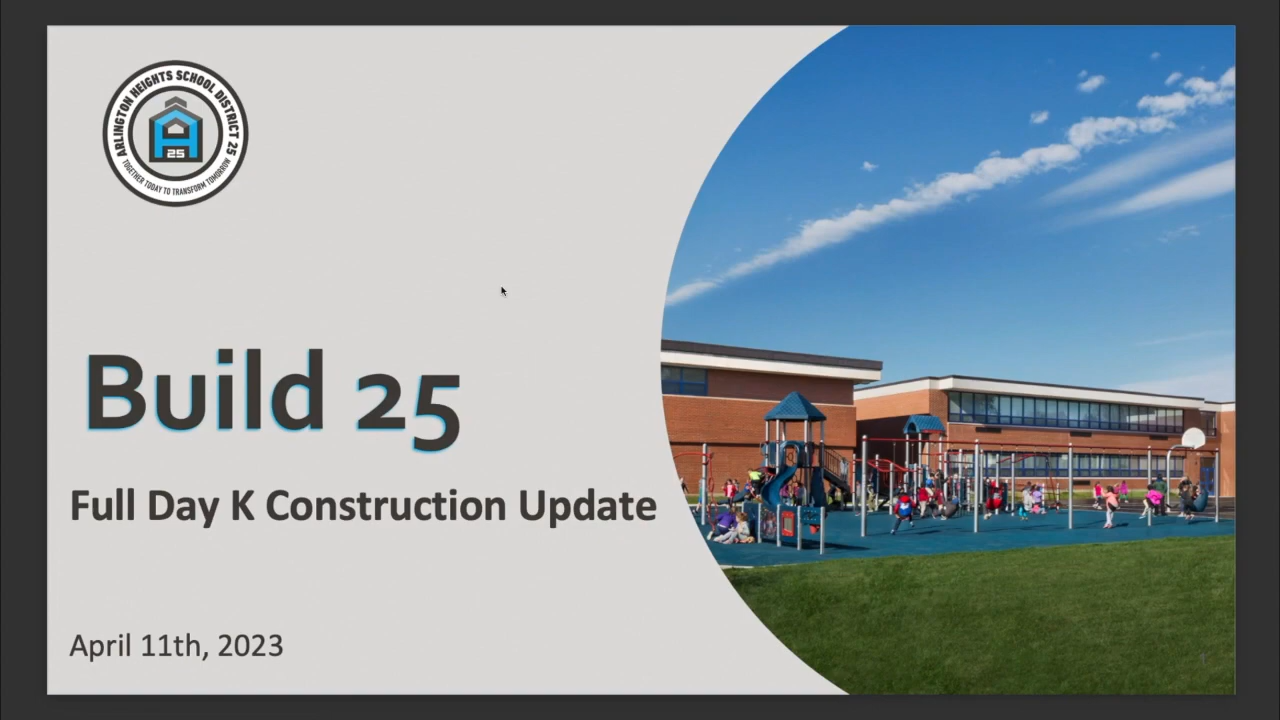 ARLINGTON HEIGHTS SCHOOL DISTRICT 25
25
TOGETHER TODAY TO TRANSFORM TOMORROW
Build 25
Full Day K Construction Update
April 11th, 2023
1